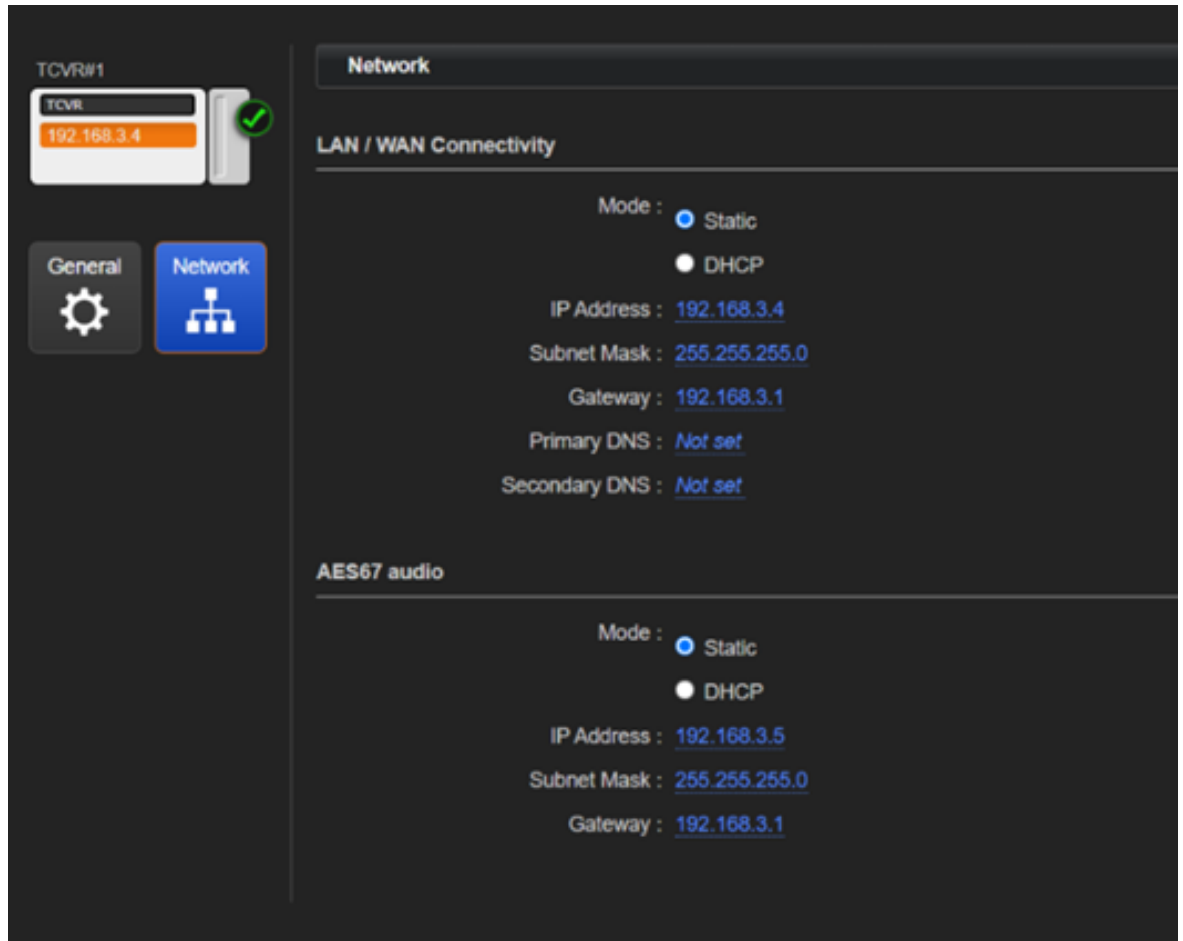 TCVR#1
TCVR
192.168.3.4
General
Network
Network
LAN / WAN Connectivity
Mode :
Static
DHCP
IP Address : 192.168.3.4
Subnet Mask : 255.255.255.0
Gateway : 192.168.3.1
Primary DNS : Not set
Secondary DNS : Not set
AES67 audio
Mode :
Static
DHCP
IP Address : 192.168.3.5
Subnet Mask : 255.255.255.0
Gateway : 192.168.3.1